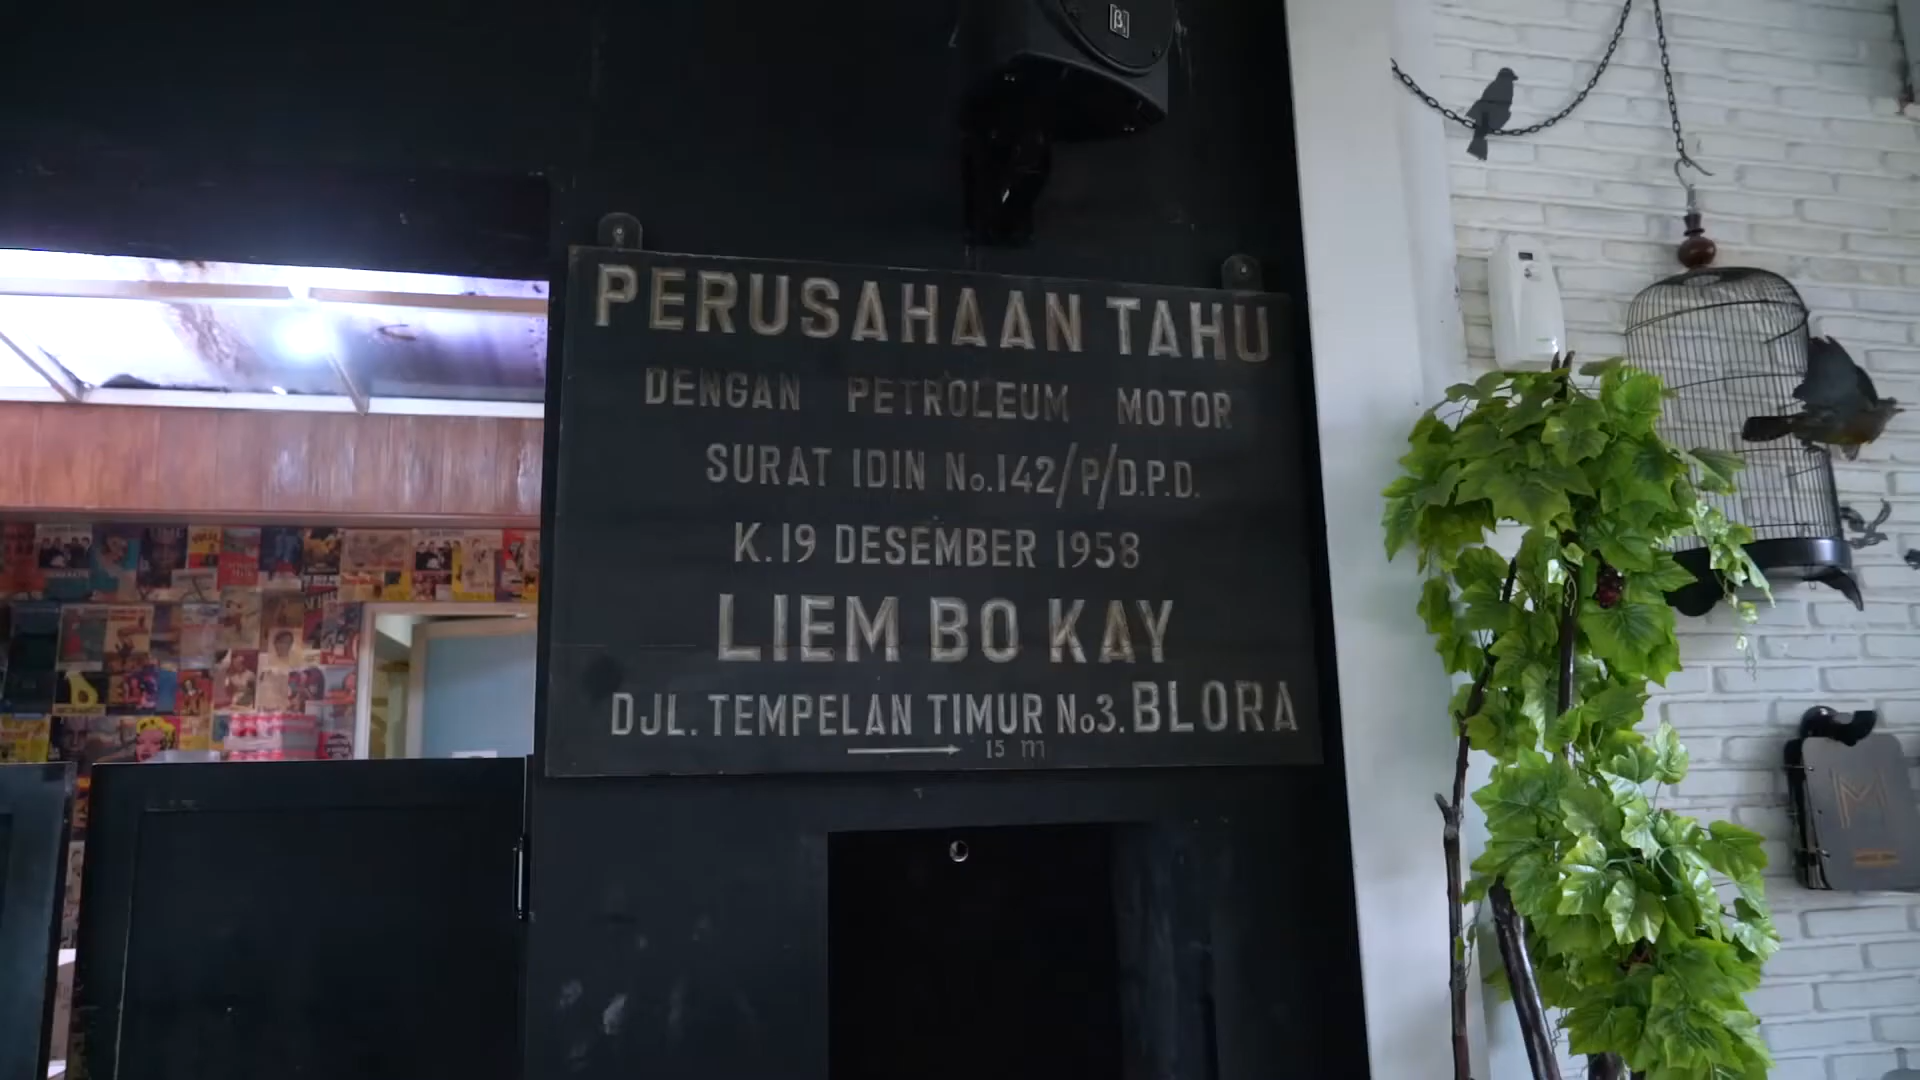 PERUSAHAAN TAHU
DENGAN PETROLEUM MOTOR
SURAT IDIN No.142/P/D.P.D.
K.19 DESEMBER 1958
LIEM BO KAY
DJL. TEMPELAN TIMUR No3. BLORA
15 m
M